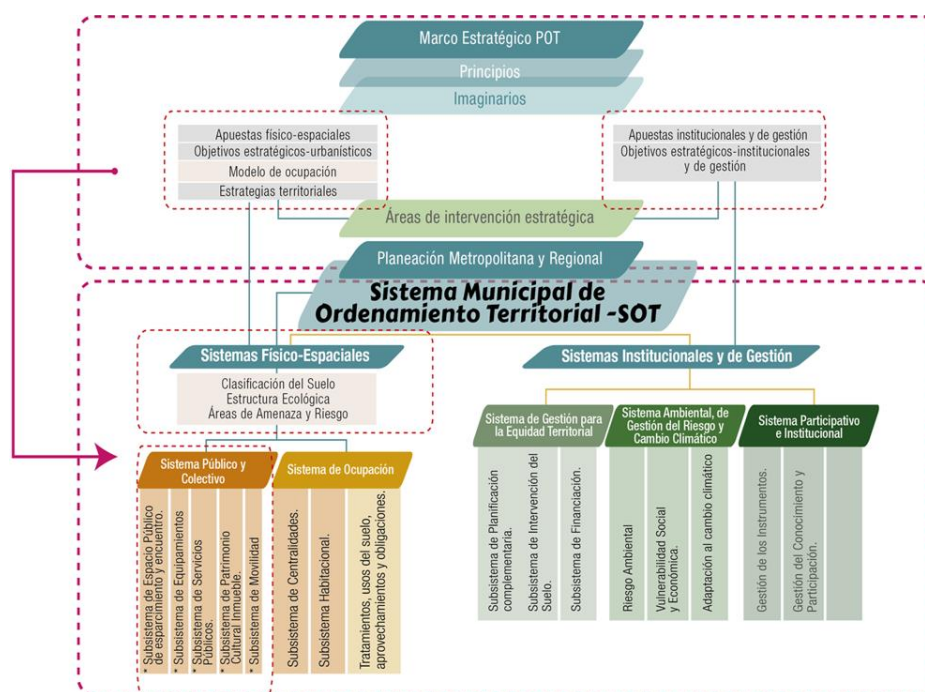 Marco Estratégico POT
Principios
Imaginarios
Apuestas físico-espaciales
Objetivos estratégicos-urbanísticos
Modelo de ocupación
Estrategias territoriales
Apuestas institucionales y de gestión
Objetivos estratégicos-institucionales
y de gestión
Áreas de intervención estratégica
Planeación Metropolitana y Regional
Sistema Municipal de
Ordenamiento Territorial -SOT
Sistemas Físico-Espaciales
Clasificación del Suelo
Estructura Ecológica
Áreas de Amenaza y Riesgo
Sistemas Institucionales y de Gestión
Sistema Público y
Colectivo
* Subsistema de Espacio Público
de esparcimiento y encuentro.
* Subsistema de Equipamientos
* Subsistema de Servicios
Públicos.
* Subsistema de Patrimonio
Cultural Inmueble.
* Subsistema de Movilidad
Sistema de Ocupación
Subsistema de Centralidades.
Subsistema Habitacional.
Tratamientos, usos del suelo,
aprovechamientos y obligaciones.
Sistema de Gestión para
la Equidad Territorial
Subsistema de Planificación
complementaria.
Subsistema de Intervención del
Suelo.
Subsistema de Financiación.
Sistema Ambiental, de
Gestión del Riesgo y
Cambio Climático
Riesgo Ambiental
Vulnerabilidad Social
y Económica.
Adaptación al cambio climático
Sistema Participativo
e Institucional
Gestión de los Instrumentos.
Gestión del Conocimiento y
Participación.